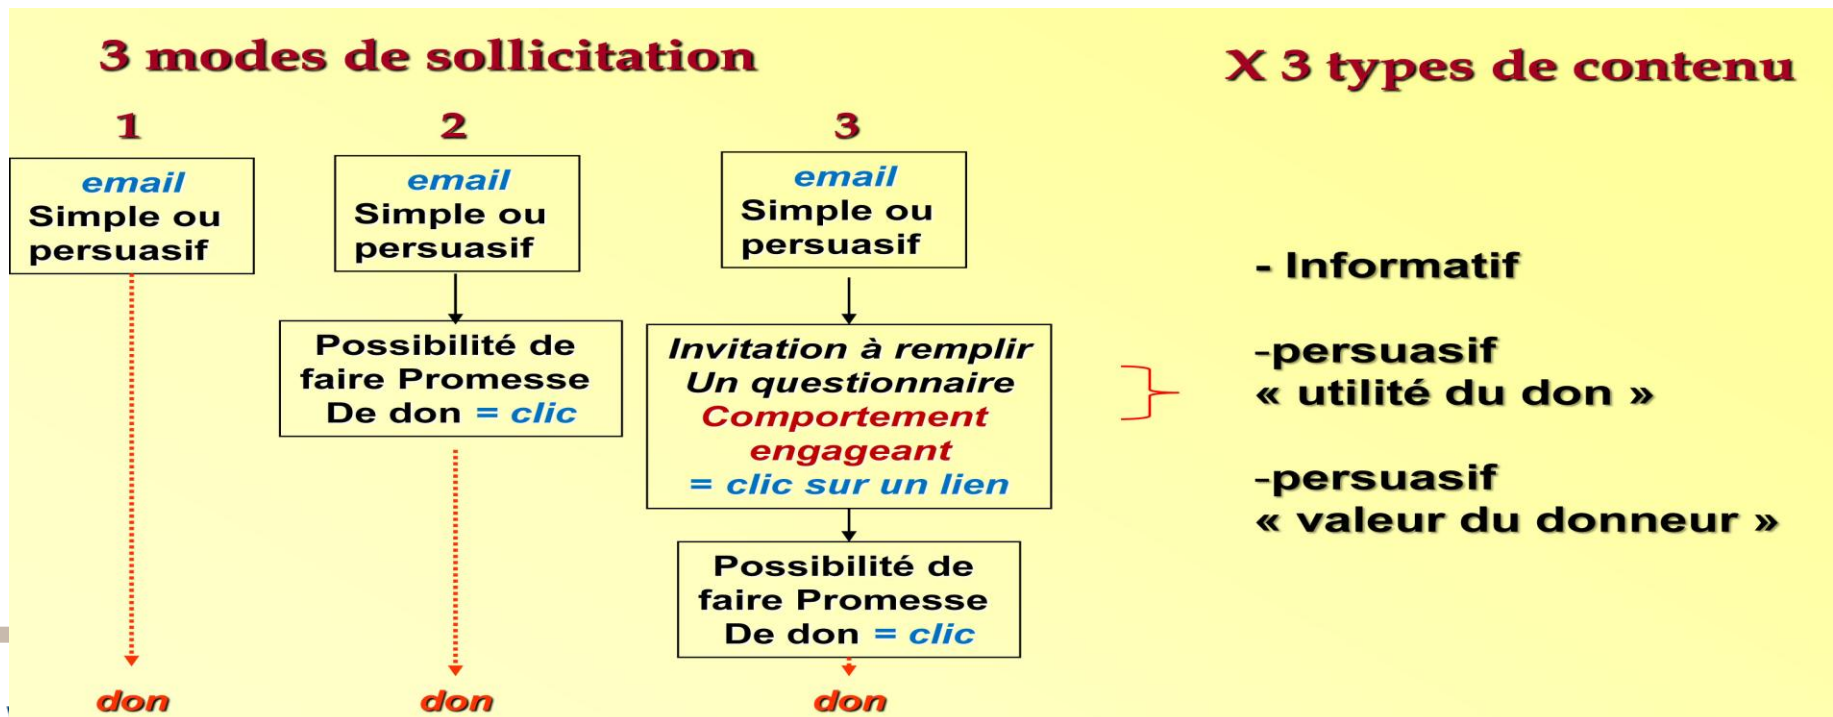 3 modes de sollicitation
X 3 types de contenu
1
email
Simple ou
persuasif
don
2
email
Simple ou
persuasif
Possibilité de
faire Promesse
De don = clic
don
3
email
Simple ou
persuasif
Invitation à remplir
Un questionnaire
Comportement
engageant
= clic sur un lien
Possibilité de
faire Promesse
De don = clic
don
- Informatif
-persuasif
« utilité du don »
-persuasif
« valeur du donneur »